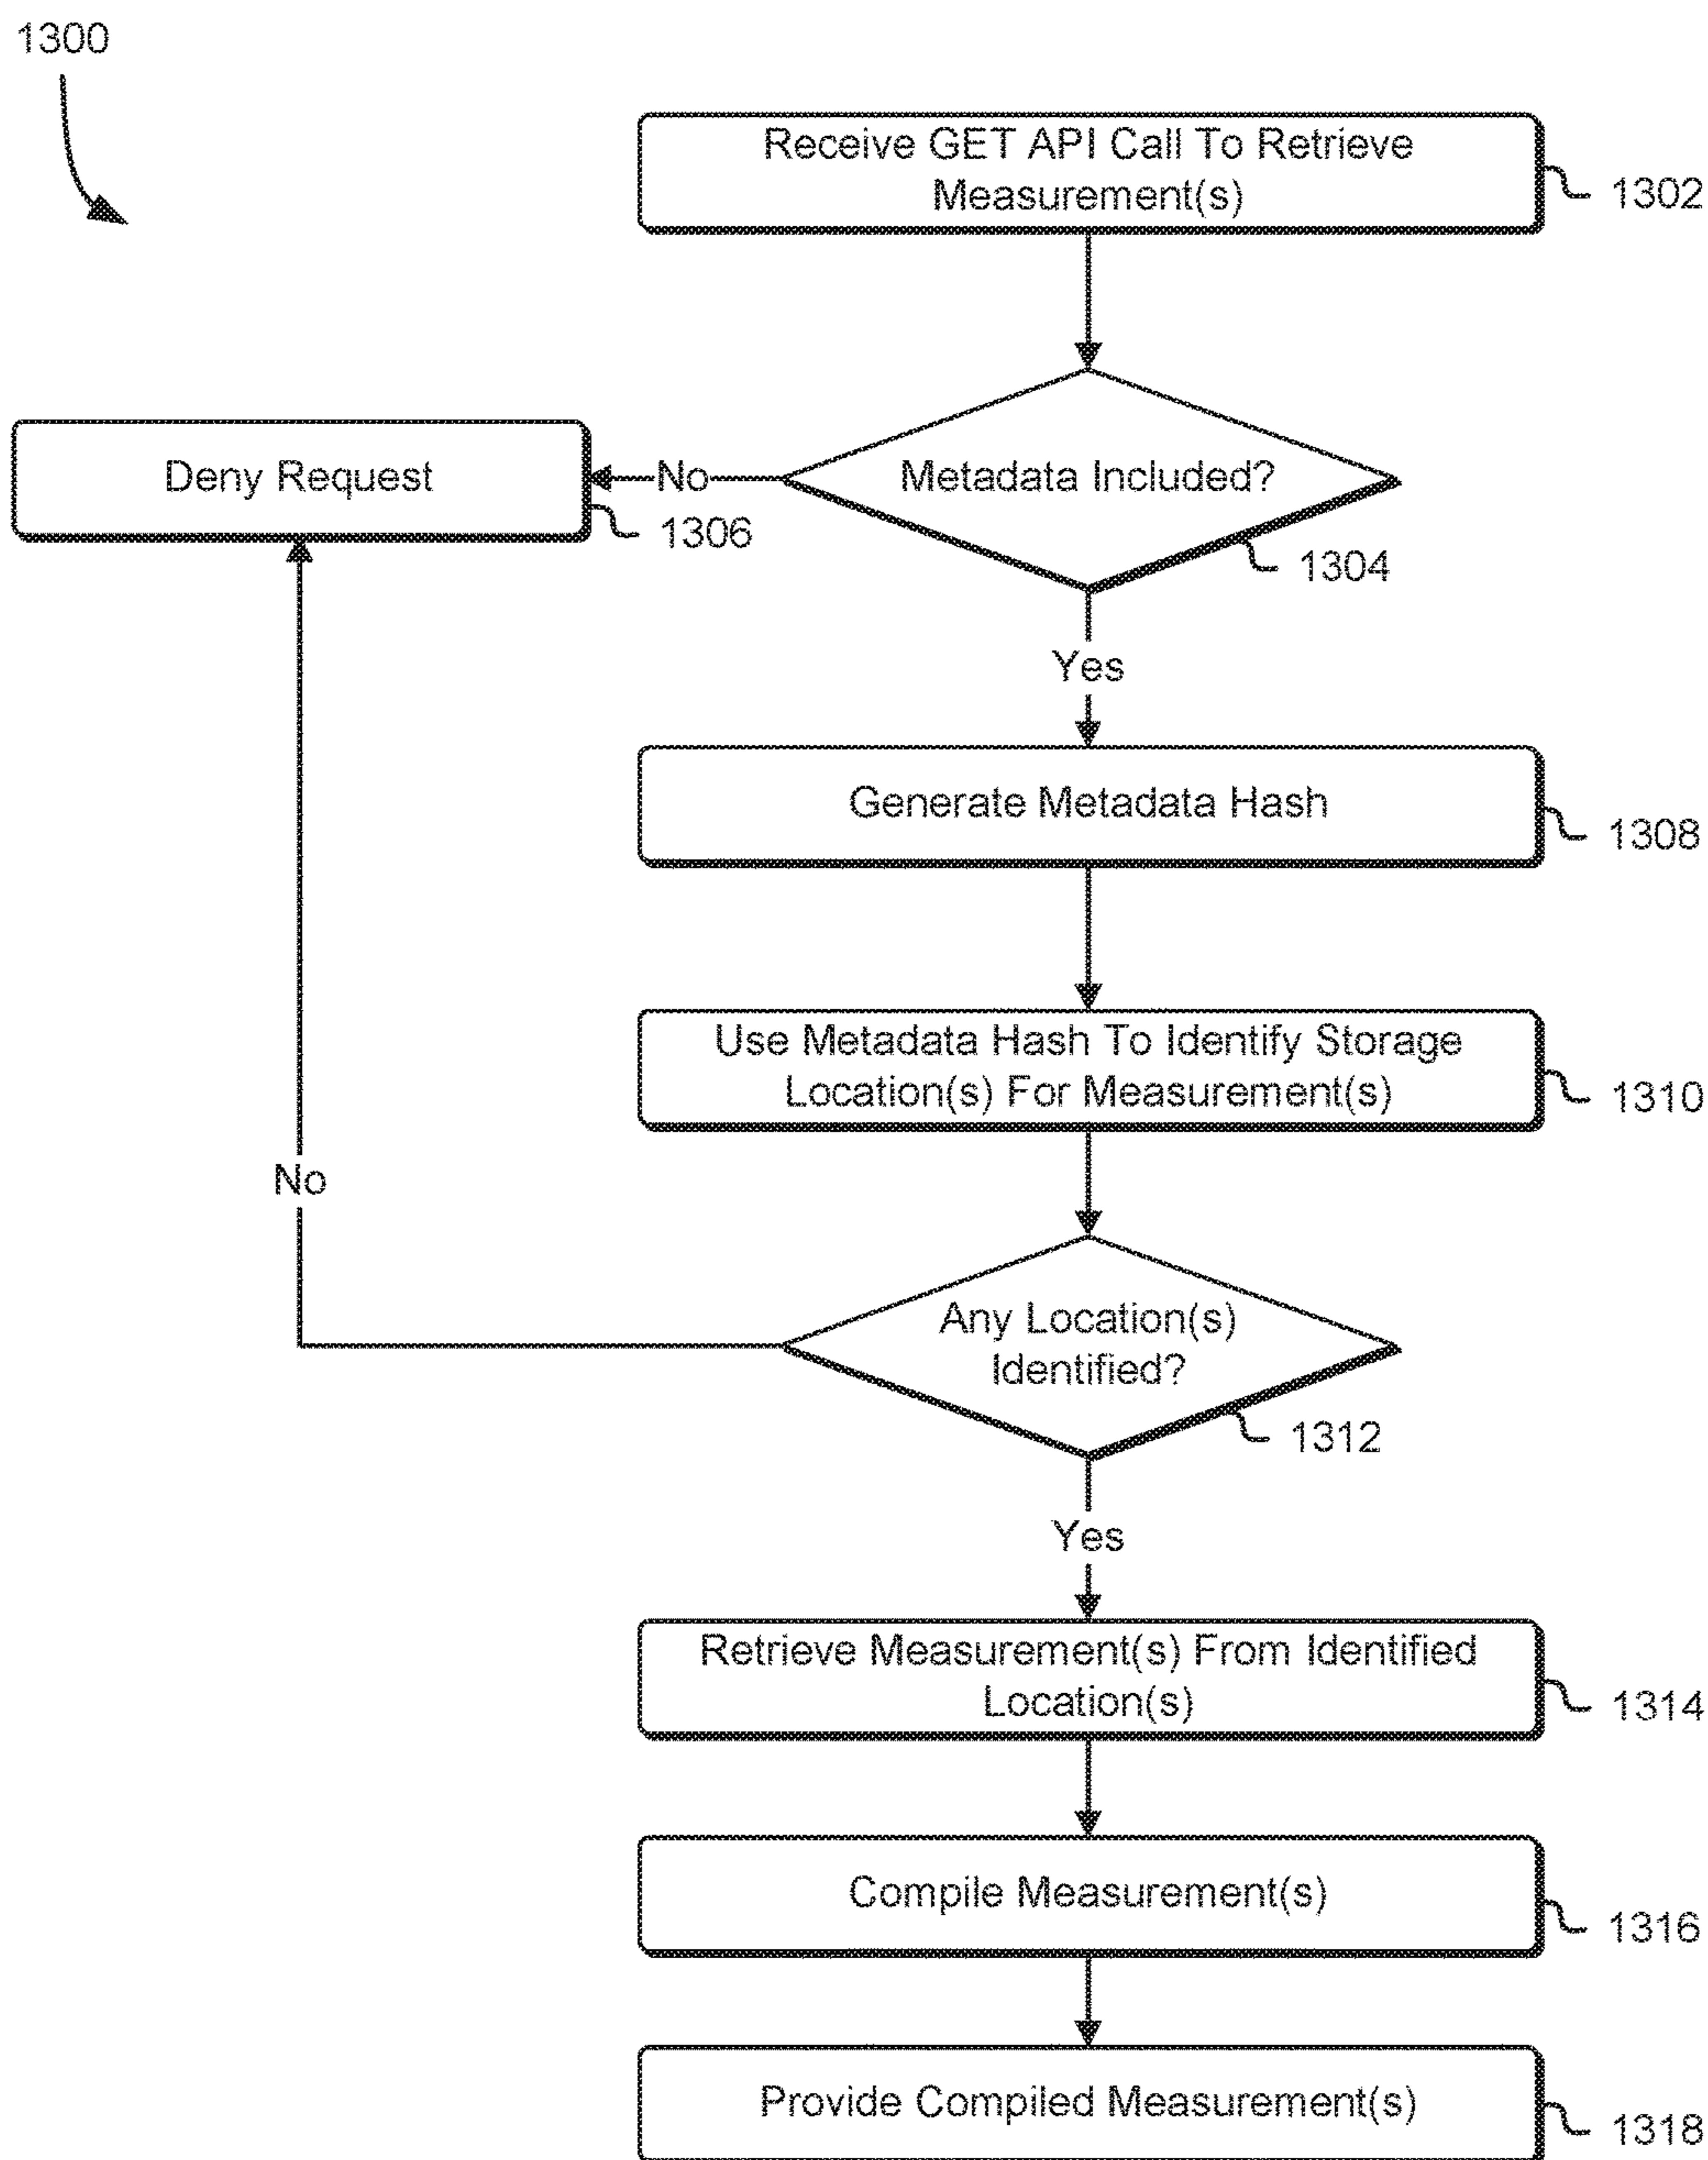 1300
Receive GET API Call To Retrieve
Measurement(s)
1302
Metadata Included?
1304
No
Deny Request
1306
Yes
Generate Metadata Hash
1308
Use Metadata Hash To Identify Storage
Location(s) For Measurement(s)
1310
Any Location(s)
Identified?
1312
No
Yes
Retrieve Measurement(s) From Identified
Location(s)
1314
Compile Measurement(s)
1316
Provide Compiled Measurement(s)
1318